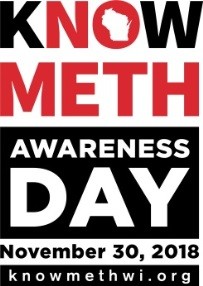 KNOW
METH
AWARENESS
DAY
November 30, 2018
knowmethwi.org